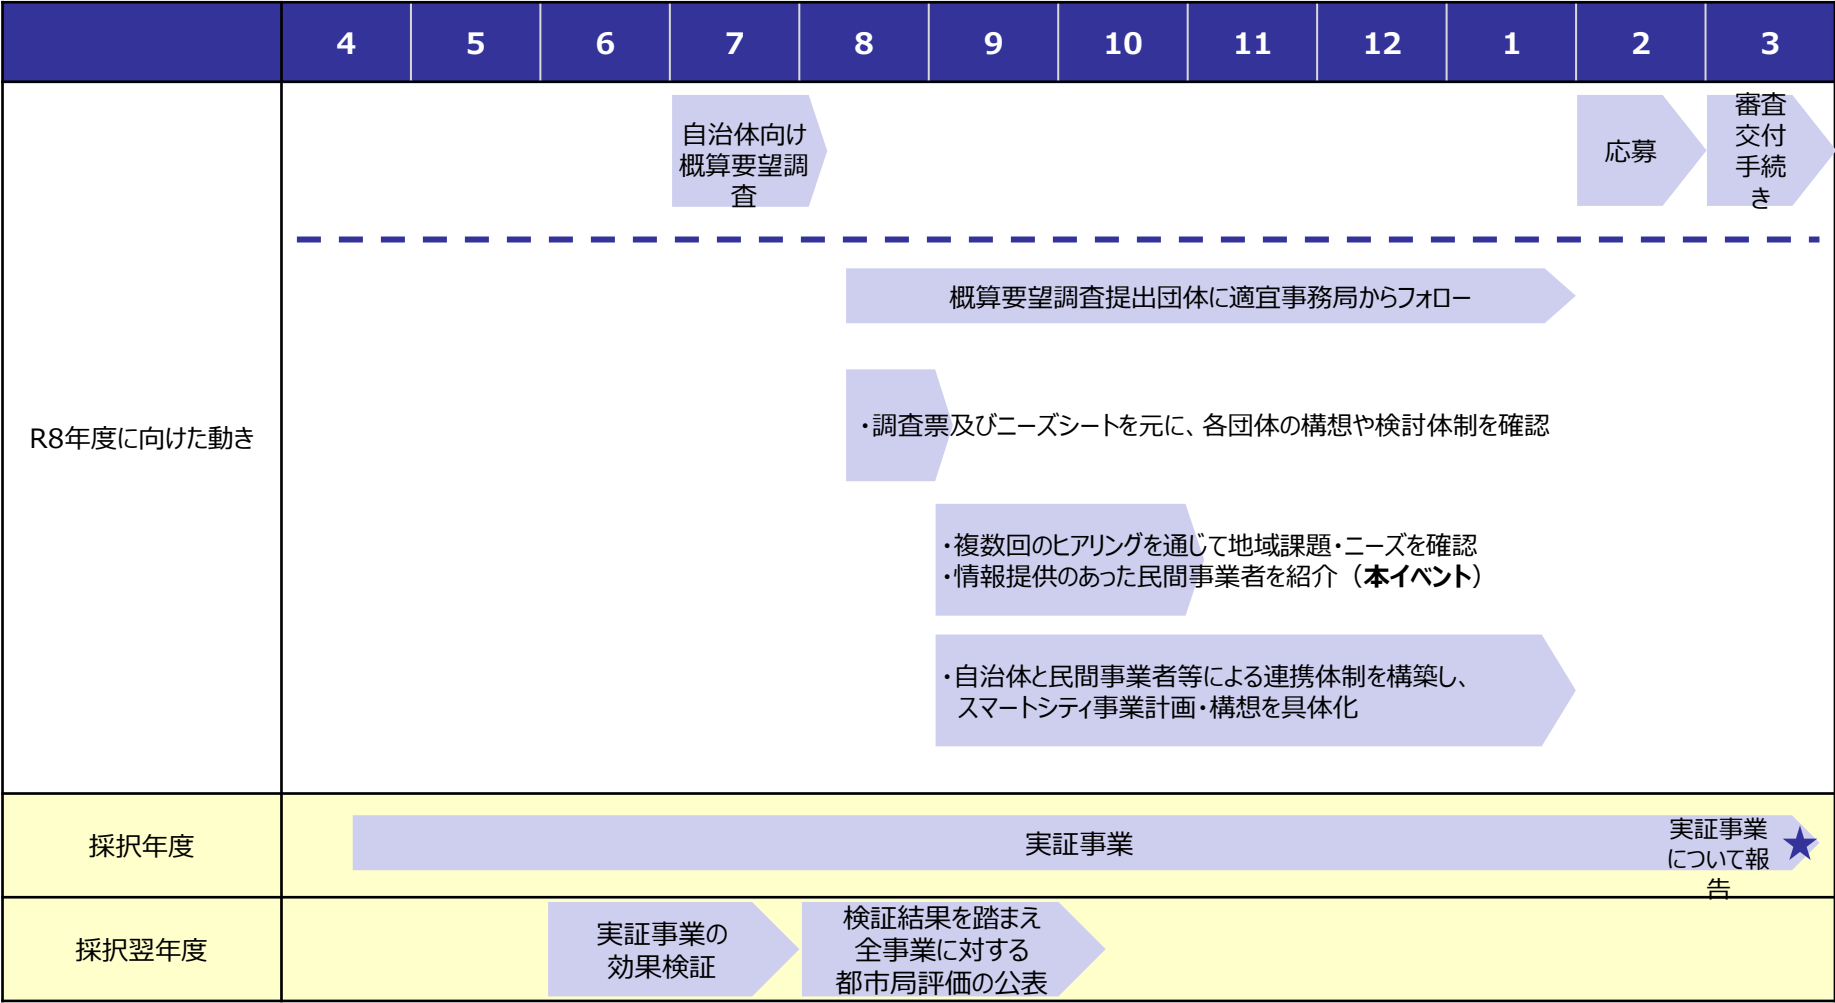 4 5 6 7 8 9 10 11 12 1 2 3
R8年度に向けた動き
自治体向け
概算要望調
査
応募
審査
交付
手続
き
概算要望調査提出団体に適宜事務局からフォロー
・調査票及びニーズシートを元に、各団体の構想や検討体制を確認
・複数回のヒアリングを通じて地域課題・ニーズを確認
・情報提供のあった民間事業者を紹介（本イベント）
・自治体と民間事業者等による連携体制を構築し、
スマートシティ事業計画・構想を具体化
採択年度
実証事業
実証事業
について報
告
採択翌年度
実証事業の
効果検証
検証結果を踏まえ
全事業に対する
都市局評価の公表